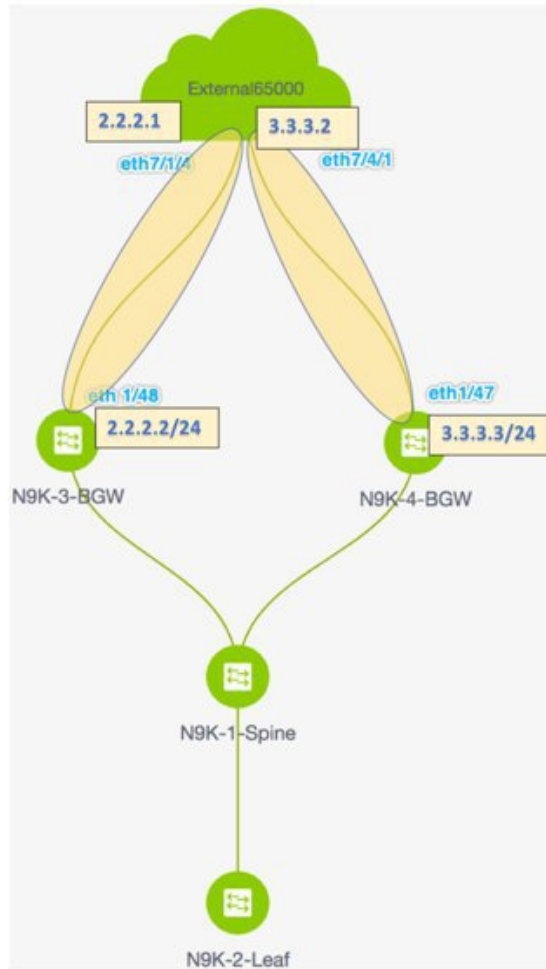 External65000
2.2.2.1
3.3.3.2
eth7/1/4
eth7/4/1
eth 1/48
eth1/47
2.2.2.2/24
3.3.3.3/24
N9K-3-BGW
N9K-4-BGW
N9K-1-Spine
N9K-2-Leaf